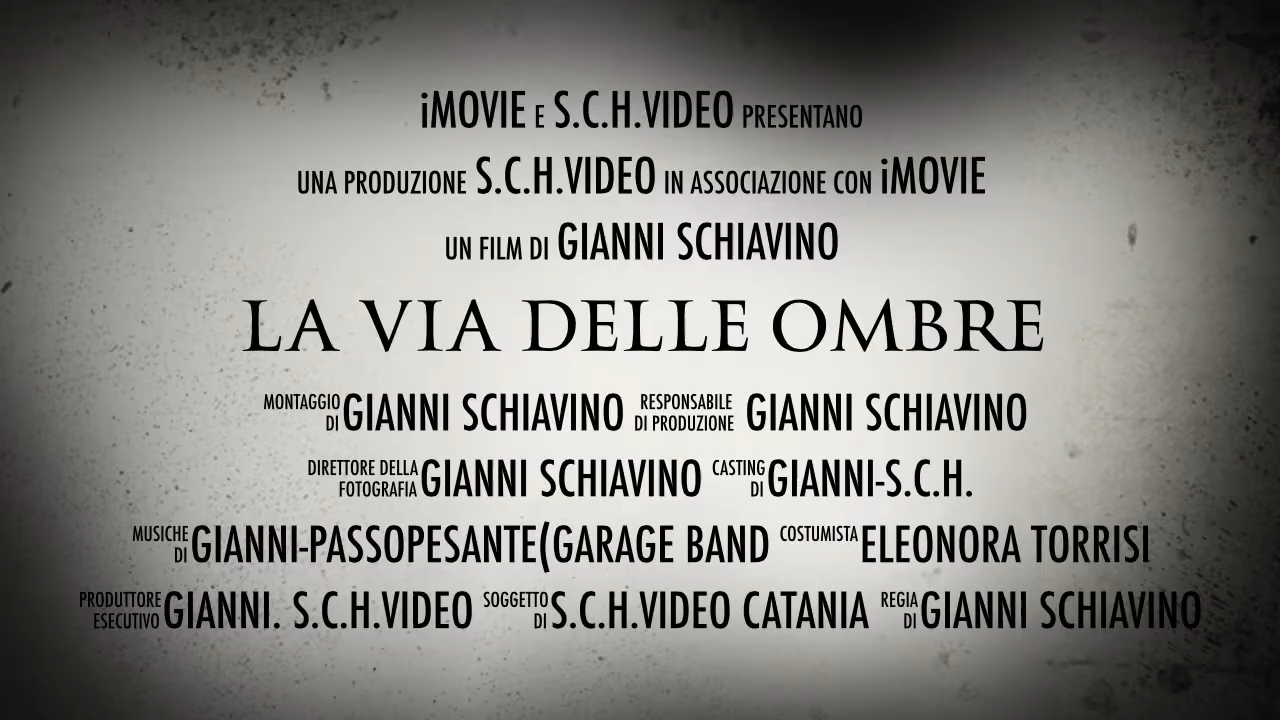 iMOVIE E S.C.H.VIDEO PRESENTANO
UNA PRODUZIONE S.C.H.VIDEO IN ASSOCIAZIONE CON iMOVIE
UN FILM DI GIANNI SCHIAVINO
LA VIA DELLE OMBRE
MONTAGGIO DI GIANNI SCHIAVINO RESPONSABILE DI PRODUZIONE GIANNI SCHIAVINO
DIRETTORE DELLA FOTOGRAFIA GIANNI SCHIAVINO CASTING DI GIANNI-S.C.H.
MUSICHE DI GIANNI-PASSOPESANTE(GARAGE BAND COSTUMISTA ELEONORA TORRISI
PRODUTTORE ESECUTIVO GIANNI. S.C.H.VIDEO SOGGETTO DI S.C.H.VIDEO CATANIA REGIA DI GIANNI SCHIAVINO